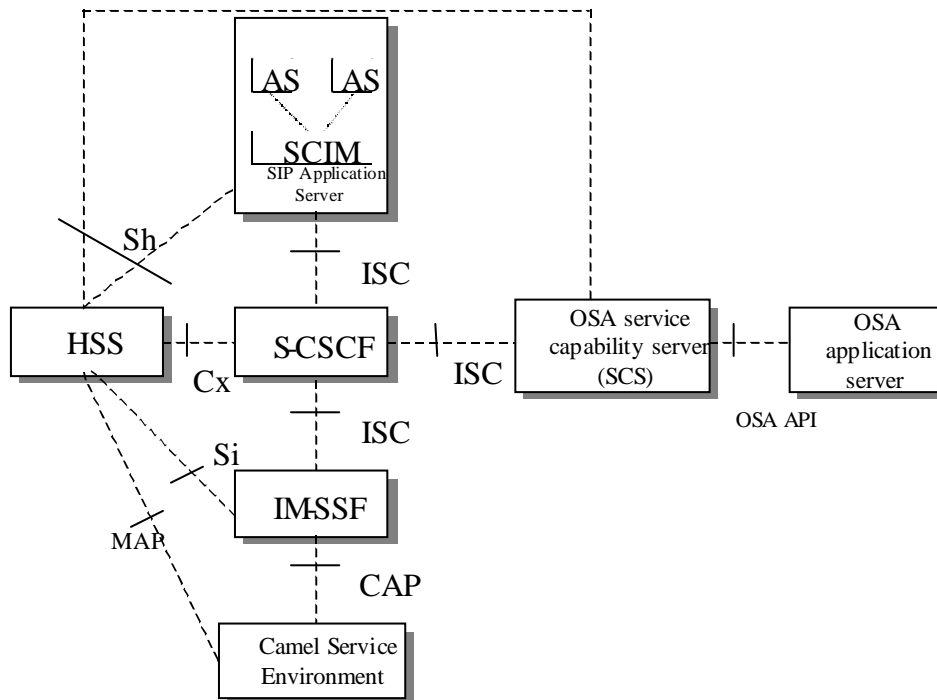 AS AS
SCIM
SIP Application
Server
Sh
ISC
HSS
S-CSCF
OSA service
capability server
(SCS)
OSA
application
server
Cx
ISC
OSA API
ISC
Si
IM-SSF
MAP
CAP
Camel Service
Environment